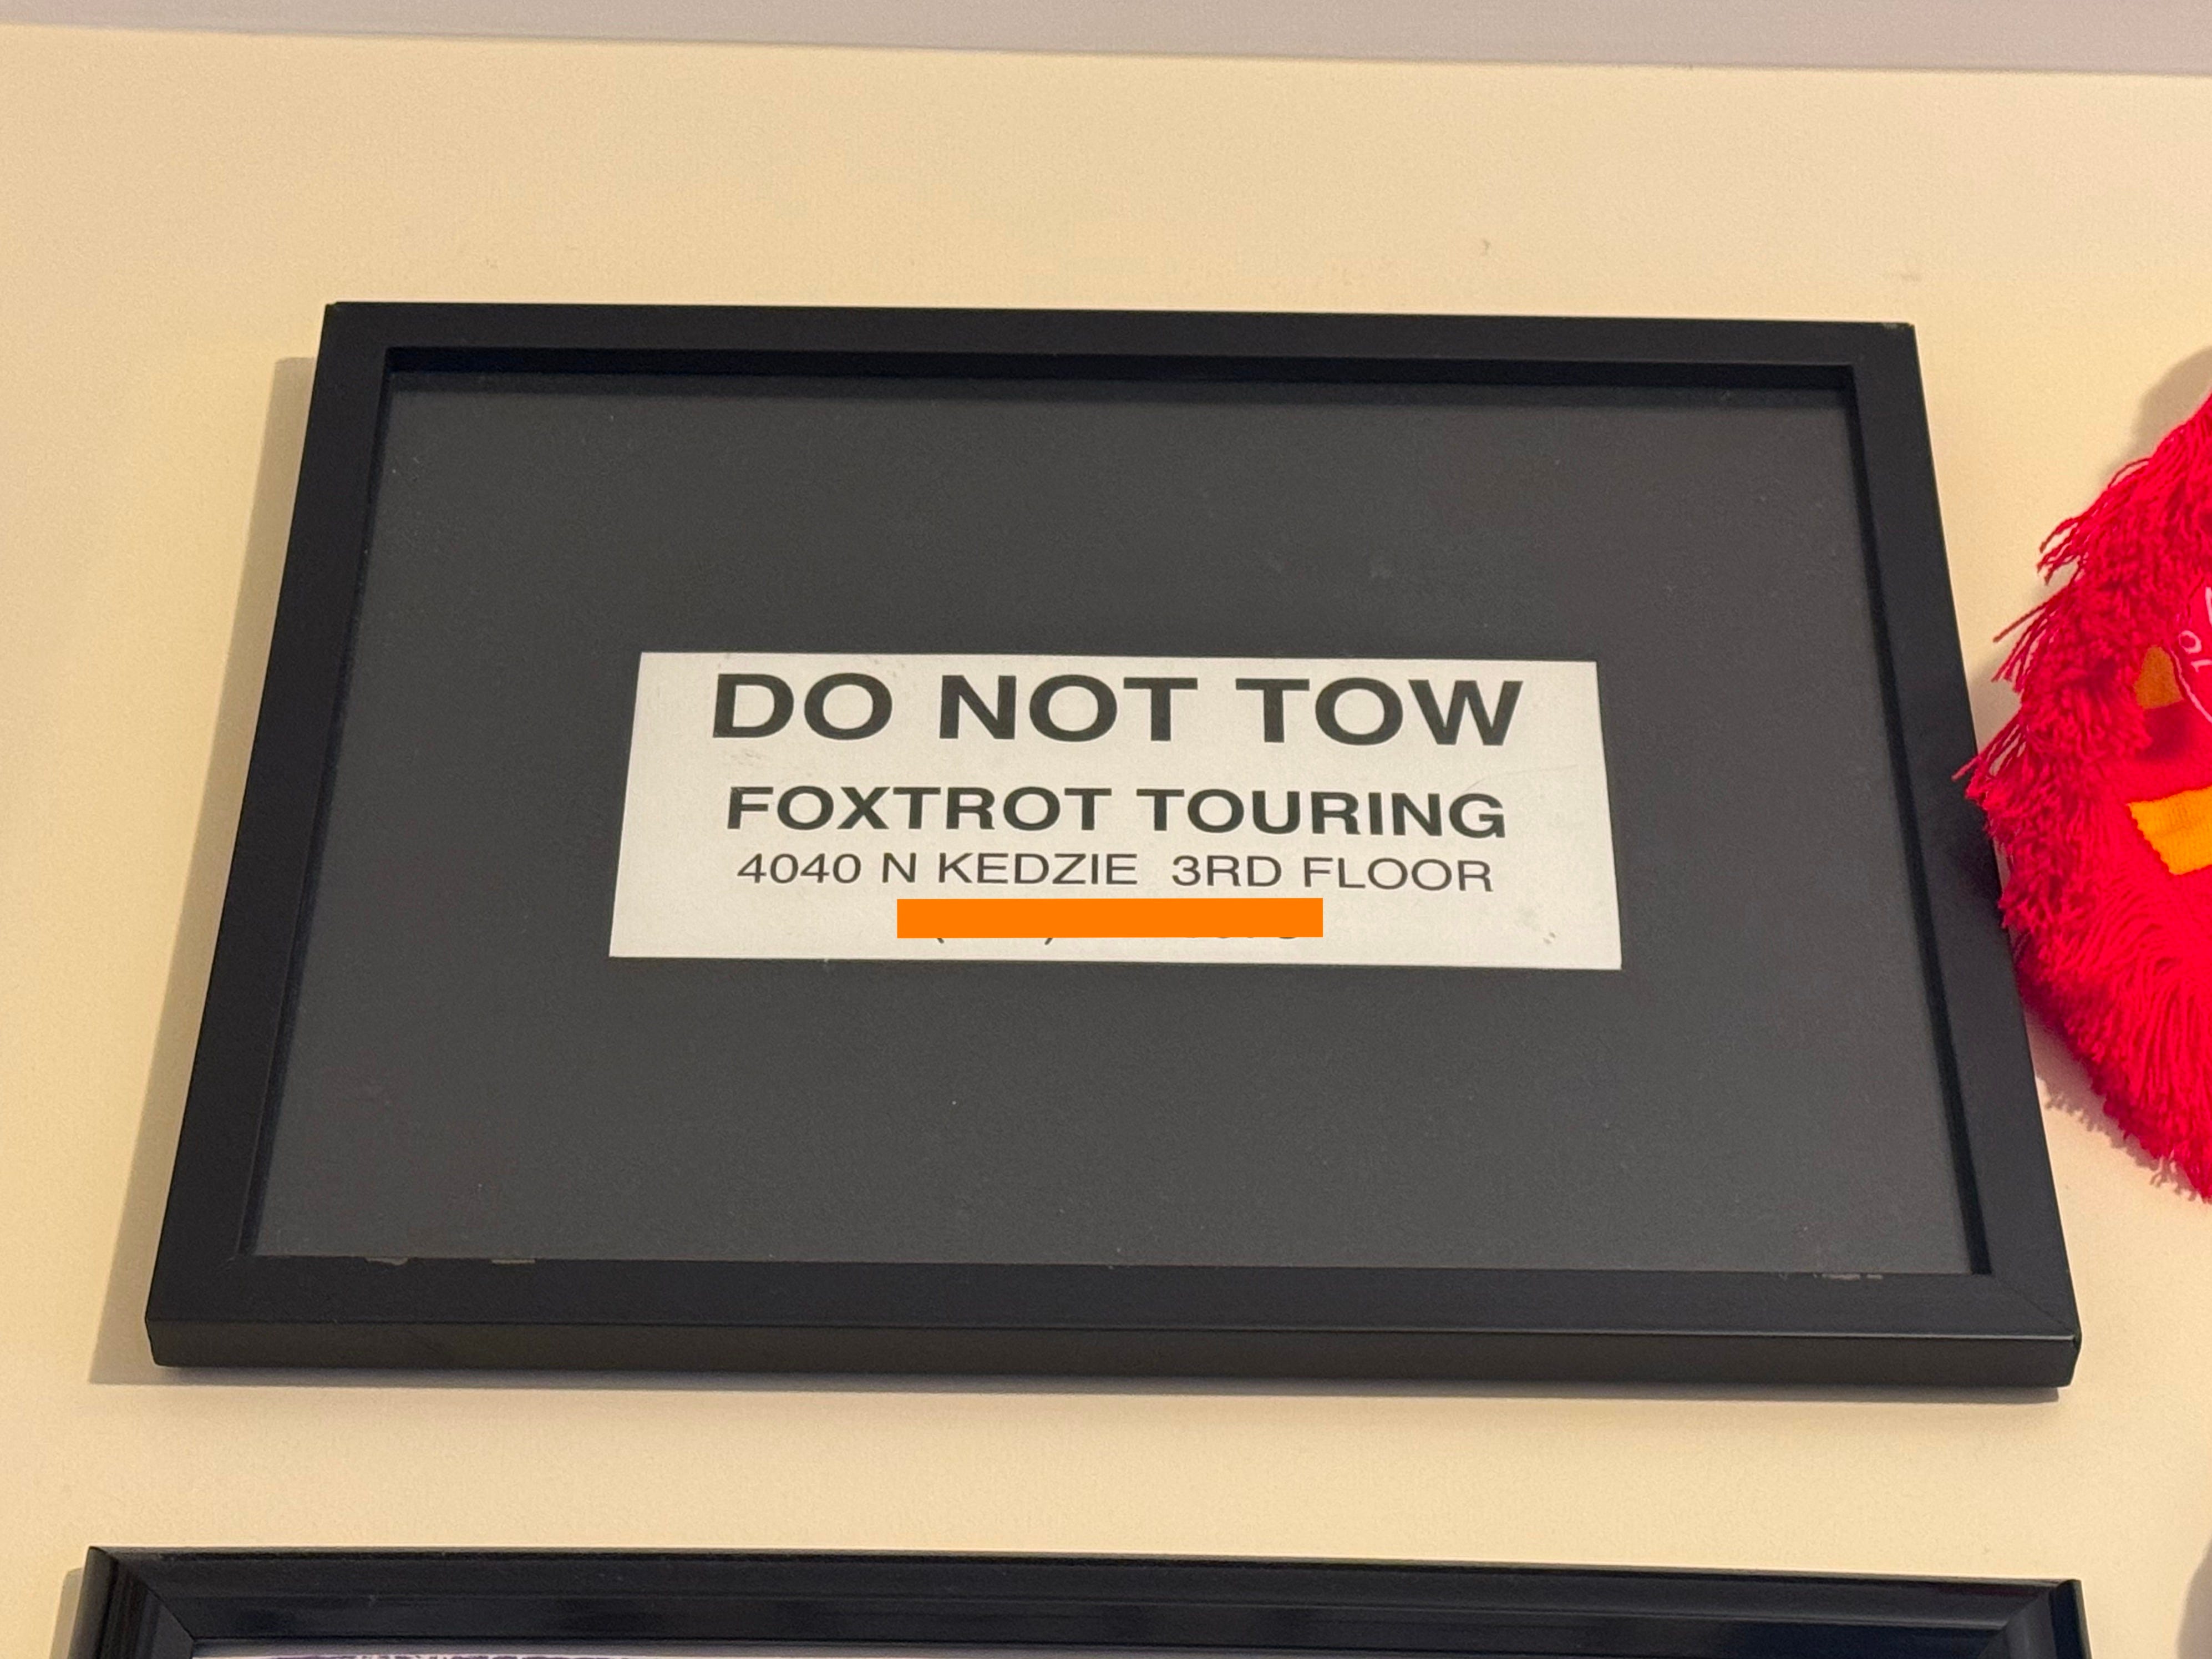 DO NOT TOW
FOXTROT TOURING
4040 N KEDZIE 3RD FLOOR